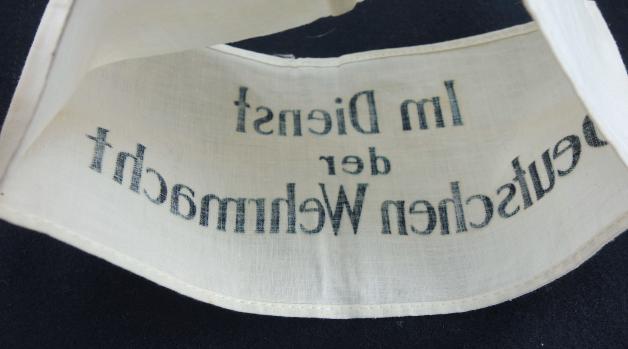 Im Dienst
der
Deutschen Wehrmacht